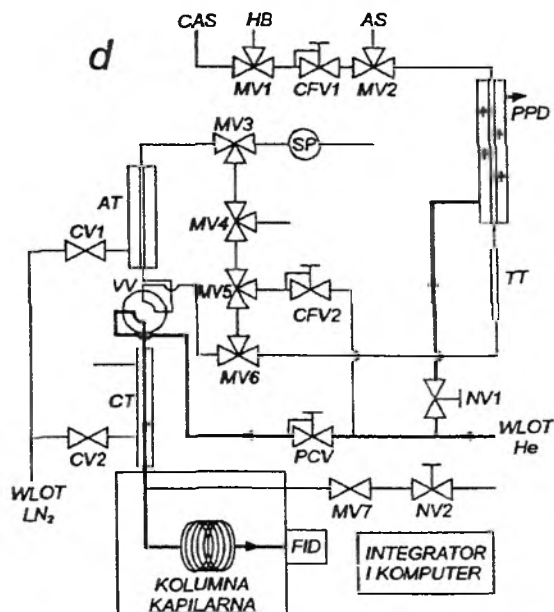 d
CAS
HB
AS
MV1
CFV1
MV2
PPD
MV3
SP
AT
CV1
MV4
VV
MV5
CFV2
TT
MV6
CT
NV1
WLOT
He
PCV
CV2
WLOT
LN₂
MV7
NV2
FID
KOLUMNA
KAPILARNA
INTEGRATOR
I KOMPUTER